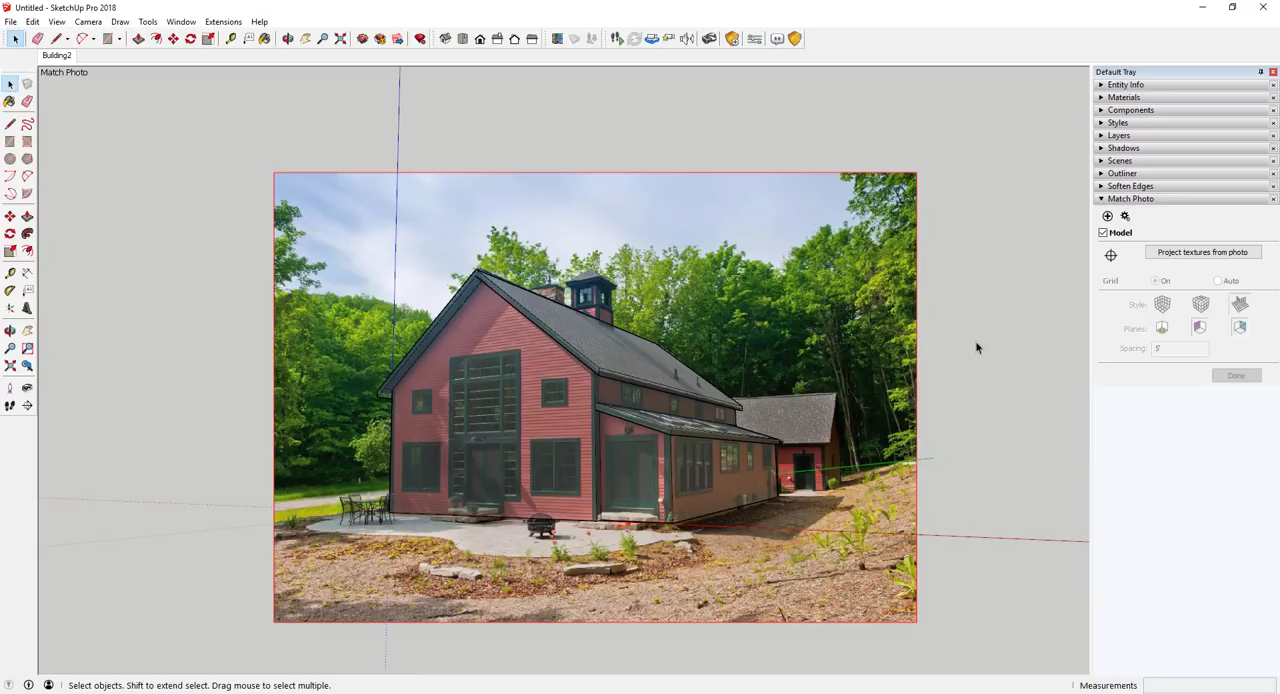 Untitled - SketchUp Pro 2018
File Edit View Camera Draw Tools Window Extensions Help
Building2
Match Photo
Default Tray
Entity Info
Materials
Components
Styles
Layers
Shadows
Scenes
Outliner
Soften Edges
Match Photo
Model
Project textures from photo
Grid On Auto
Style:
Planes:
Spacing: 5'
Done
Select objects. Shift to extend select. Drag mouse to select multiple.
Measurements